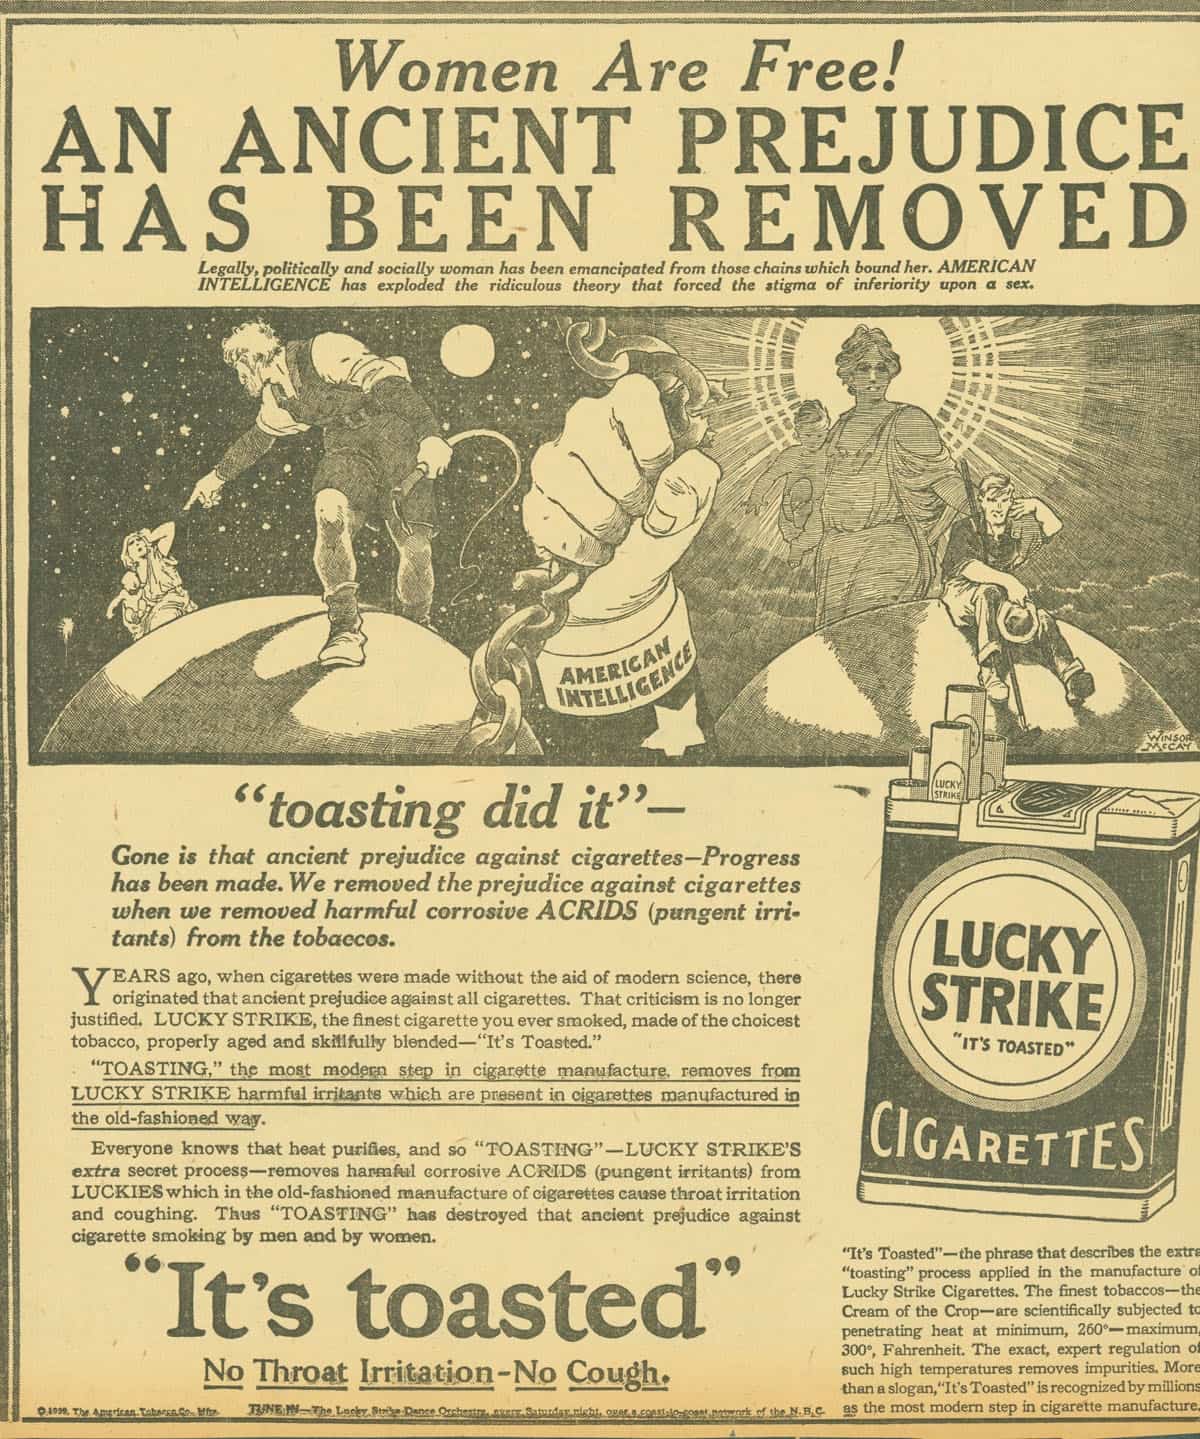 Women Are Free!
AN ANCIENT PREJUDICE
HAS BEEN REMOVED
Legally, politically and socially woman has been emancipated from those chains which bound her. AMERICAN
INTELLIGENCE has exploded the ridiculous theory that forced the stigma of inferiority upon a sex.
AMERICAN
INTELLIGENCE
WINSOR
McCAY
"toasting did it"—
Gone is that ancient prejudice against cigarettes—Progress
has been made. We removed the prejudice against cigarettes
when we removed harmful corrosive ACRIDS (pungent irri-
tants) from the tobaccos.
YEARS ago, when cigarettes were made without the aid of modern science, there
originated that ancient prejudice against all cigarettes. That criticism is no longer
justified. LUCKY STRIKE, the finest cigarette you ever smoked, made of the choicest
tobacco, properly aged and skillfully blended—"It's Toasted."
"TOASTING," the most modern step in cigarette manufacture, removes from
LUCKY STRIKE harmful irritants which are present in cigarettes manufactured in
the old-fashioned way.
Everyone knows that heat purifies, and so "TOASTING"—LUCKY STRIKE'S
extra secret process—removes harmful corrosive ACRIDS (pungent irritants) from
LUCKIES which in the old-fashioned manufacture of cigarettes cause throat irritation
and coughing. Thus "TOASTING" has destroyed that ancient prejudice against
cigarette smoking by men and by women.
"It's toasted"
No Throat Irritation-No Cough.
LUCKY
STRIKE
LUCKY
STRIKE
"IT'S TOASTED"
CIGARETTES
"It's Toasted"—the phrase that describes the extra
"toasting" process applied in the manufacture of
Lucky Strike Cigarettes. The finest tobaccos—the
Cream of the Crop—are scientifically subjected to
penetrating heat at minimum, 260°—maximum,
300°, Fahrenheit. The exact, expert regulation of
such high temperatures removes impurities. More
than a slogan, "It's Toasted" is recognized by millions
as the most modern step in cigarette manufacture.
The American Tobacco Co., Mfrs.
TUNE IN—The Lucky Strike Dance Orchestra, every Saturday night, over a coast-to-coast network of the N.B.C.